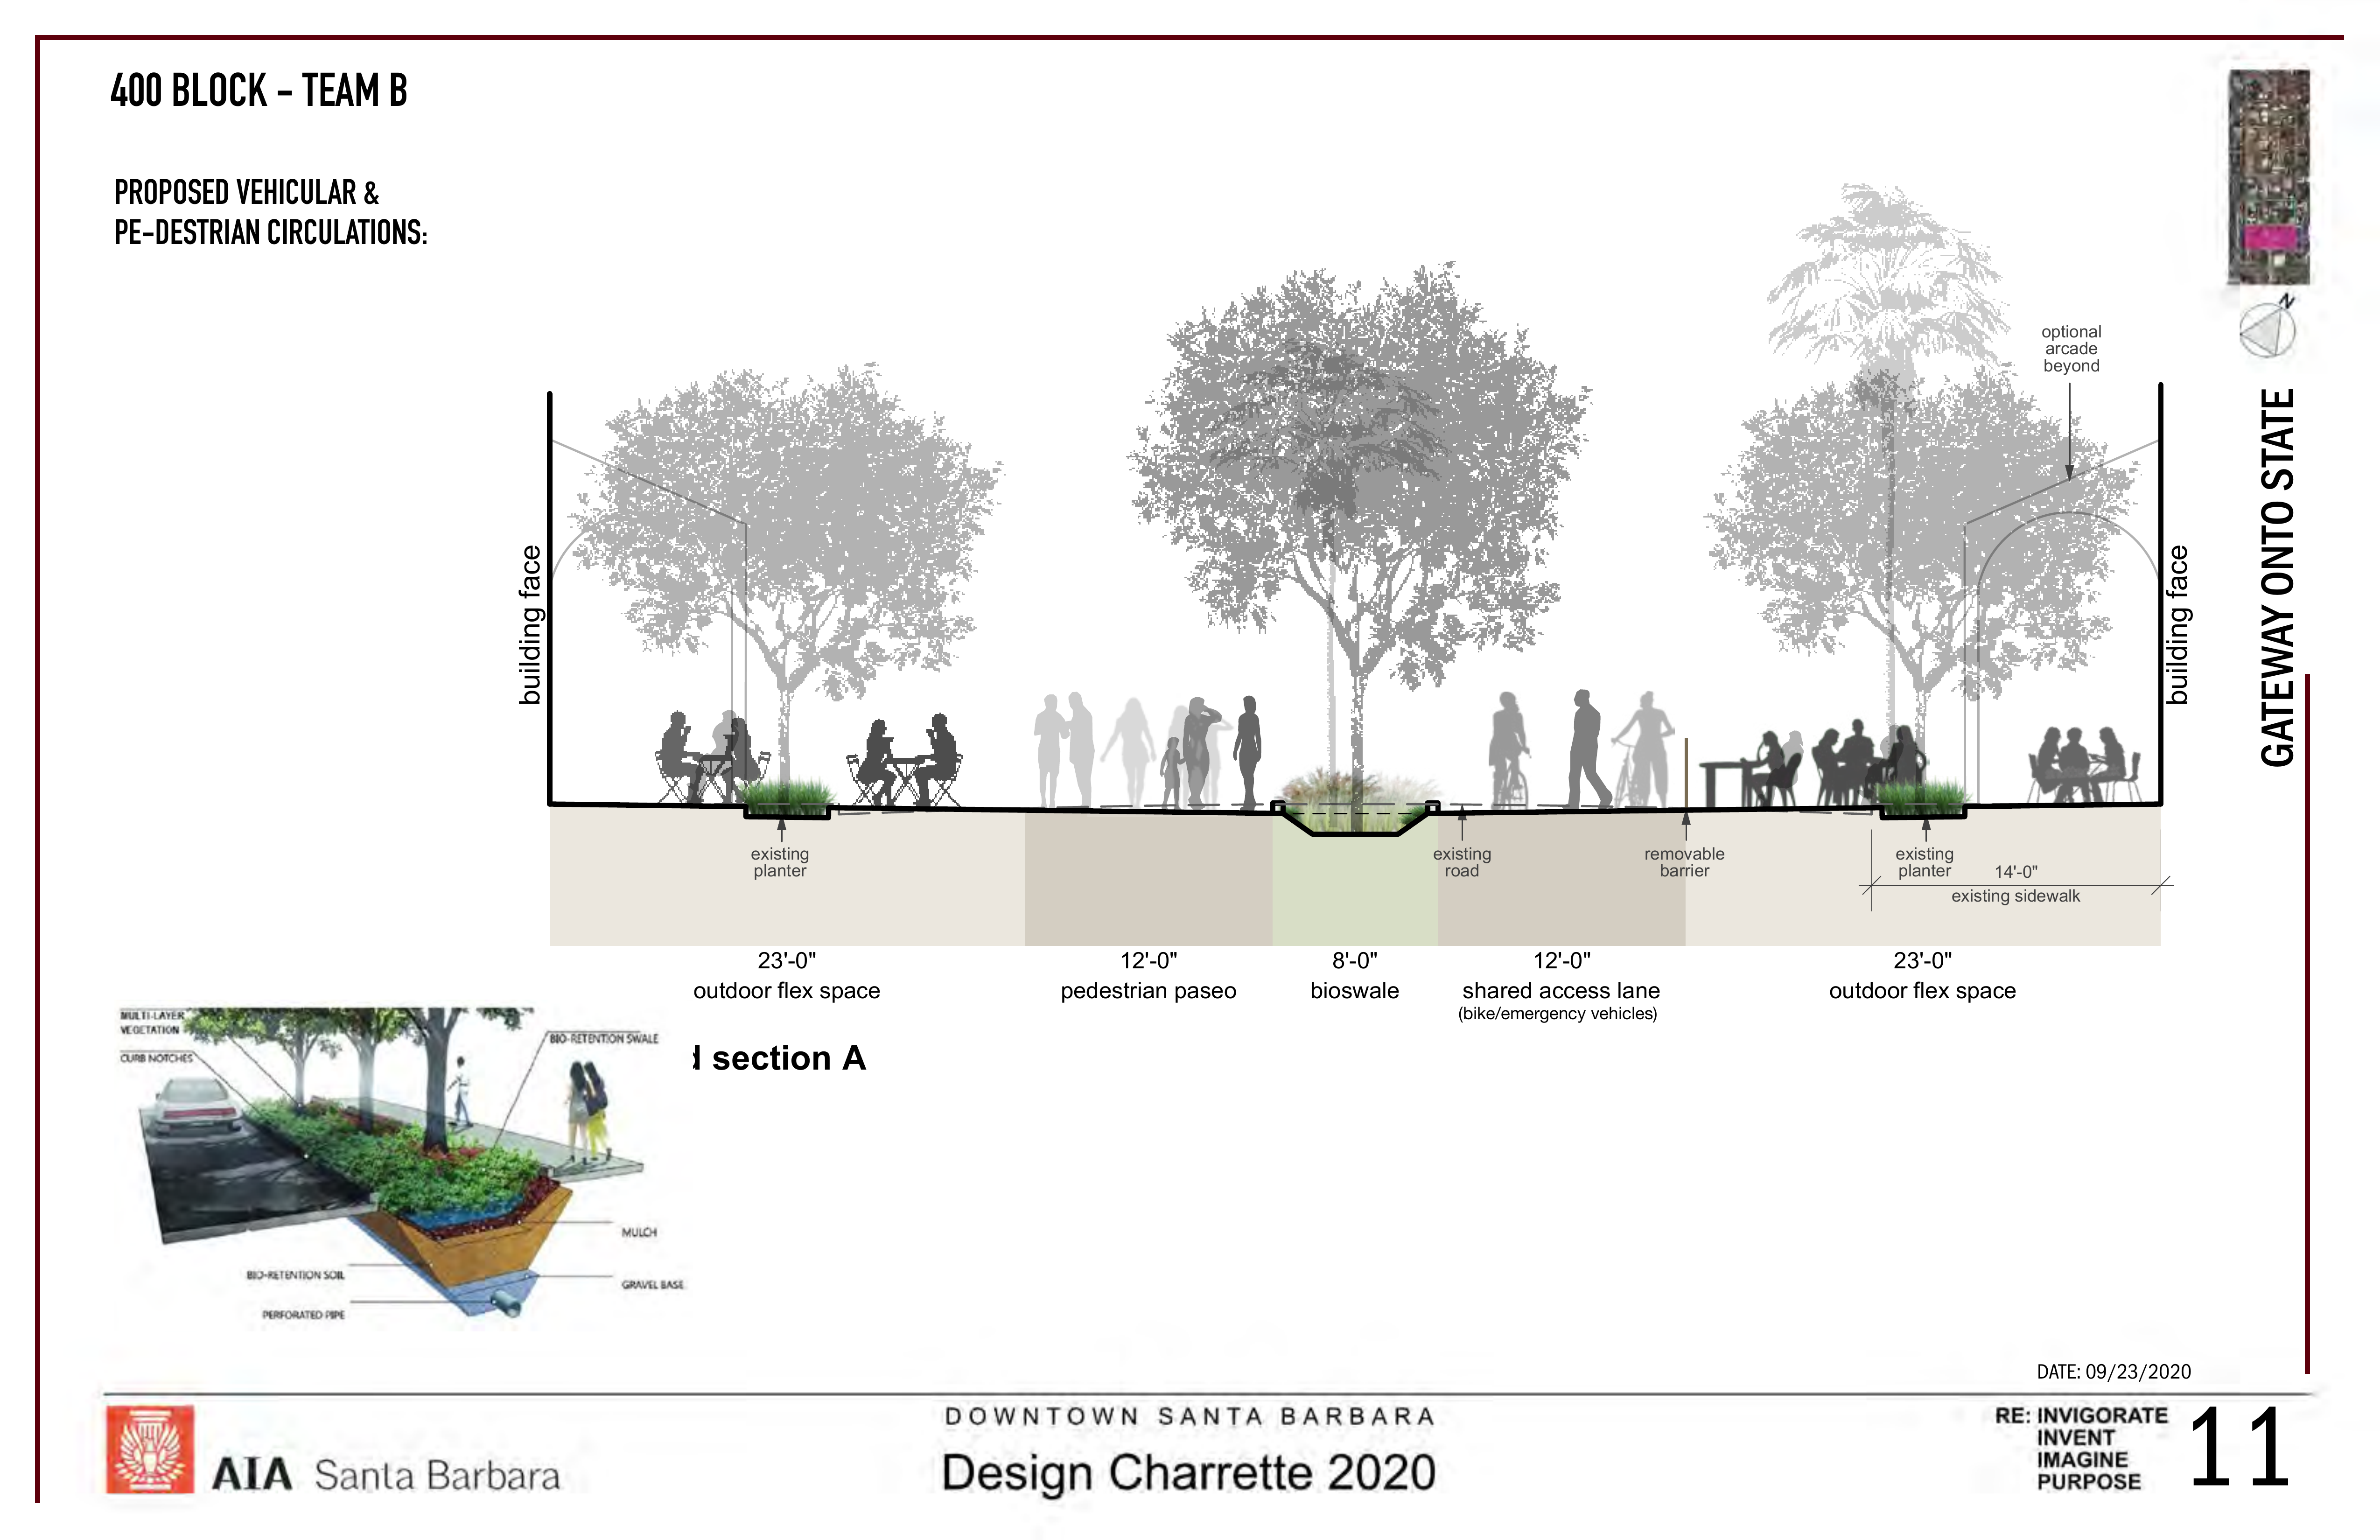 400 BLOCK - TEAM B
PROPOSED VEHICULAR &
PE-DESTRIAN CIRCULATIONS:
N
GATEWAY ONTO STATE
optional
arcade
beyond
building face
building face
existing
planter
existing
road
removable
barrier
existing
planter
14'-0"
existing sidewalk
23'-0"
12'-0"
8'-0"
12'-0"
23'-0"
outdoor flex space
pedestrian paseo
bioswale
shared access lane
(bike/emergency vehicles)
outdoor flex space
section A
MULTI-LAYER
VEGETATION
CURB NOTCHES
BIO-RETENTION SWALE
MULCH
BIO-RETENTION SOIL
GRAVEL BASE
PERFORATED PIPE
DATE: 09/23/2020
AIA Santa Barbara
DOWNTOWN SANTA BARBARA
Design Charrette 2020
RE: INVIGORATE
INVENT
IMAGINE
PURPOSE
11